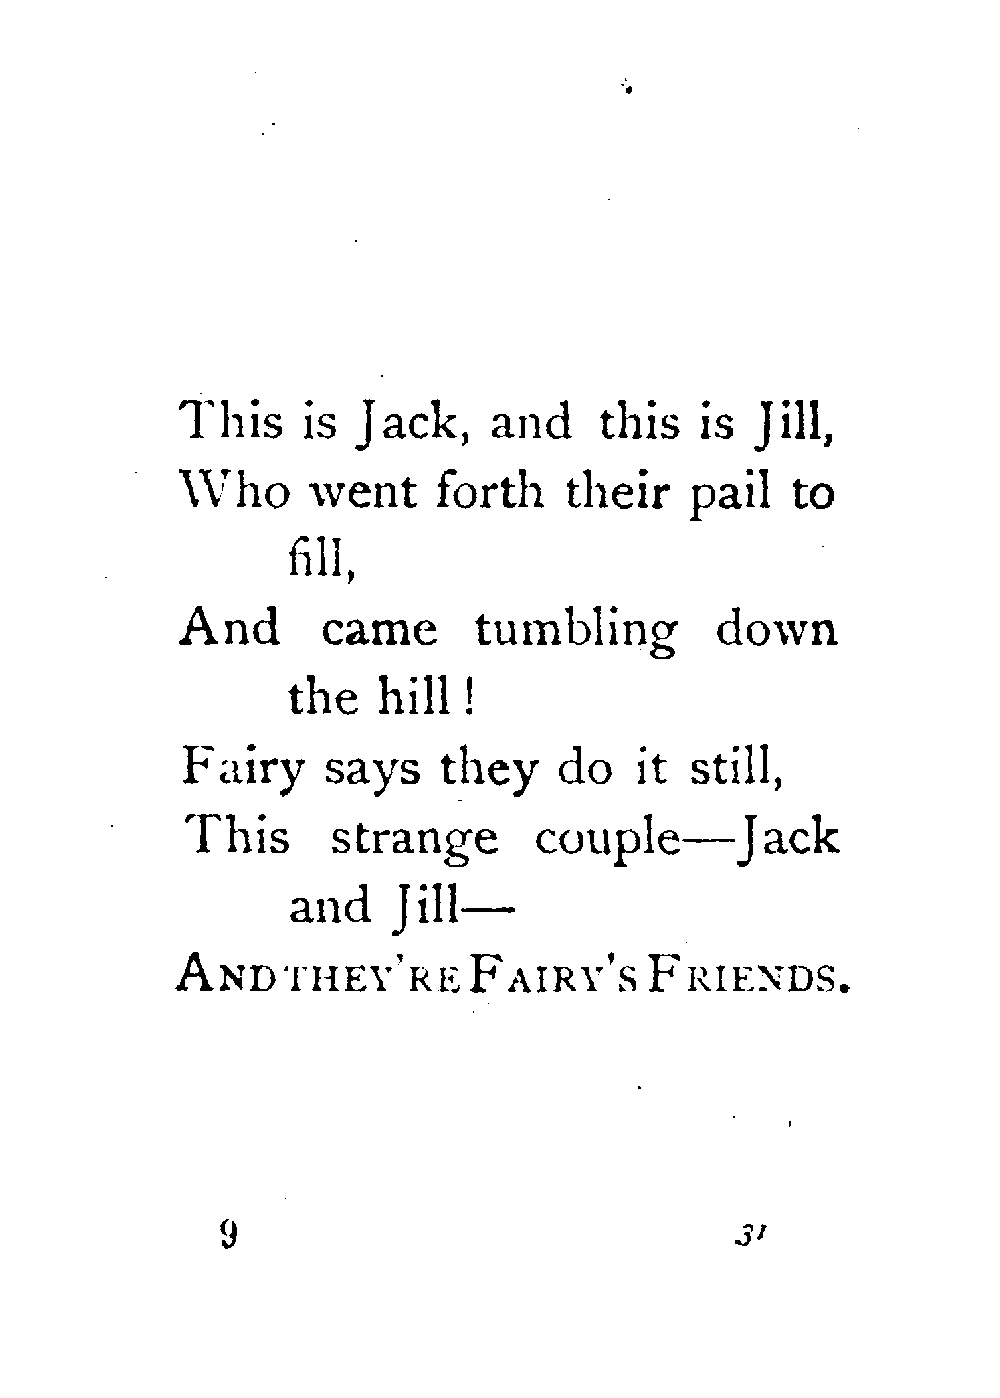 This is Jack, and this is Jill,
Who went forth their pail to
fill,
And came tumbling down
the hill !
Fairy says they do it still,
This strange couple—Jack
and Jill—
AND THEY'RE FAIRY'S FRIENDS.
9 31